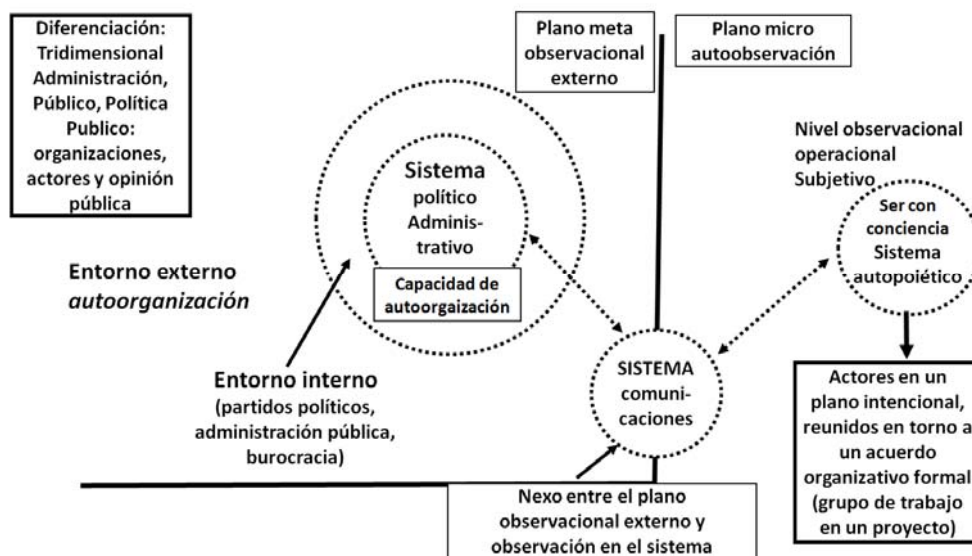 Diferenciación:
Tridimensional
Administración,
Público, Política
Publico:
organizaciones,
actores y opinión
pública
Plano meta
observacional
externo
Plano micro
autoobservación
Sistema
político
Adminis-
trativo
Capacidad de
autoorgaización
Nivel observacional
operacional
Subjetivo
Ser con
conciencia
Sistema
autopoiético
Entorno externo
autoorganización
Entorno interno
(partidos políticos,
administración pública,
burocracia)
SISTEMA
comuni-
caciones
Actores en un
plano intencional,
reunidos en torno a
un acuerdo
organizativo formal
(grupo de trabajo
en un proyecto)
Nexo entre el plano
observacional externo y
observación en el sistema